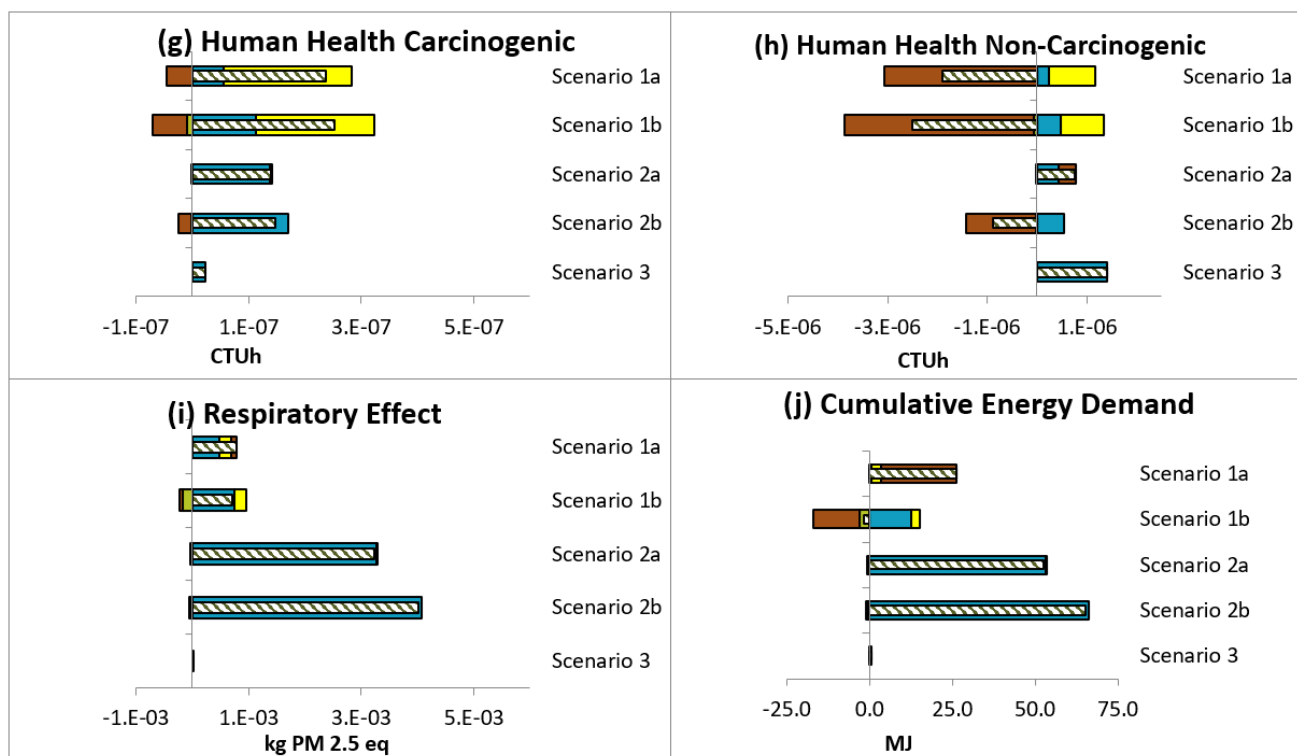 (g) Human Health Carcinogenic
Scenario 1a
Scenario 1b
Scenario 2a
Scenario 2b
Scenario 3
-1.E-07 1.E-07 3.E-07 5.E-07
CTUh
(h) Human Health Non-Carcinogenic
Scenario 1a
Scenario 1b
Scenario 2a
Scenario 2b
Scenario 3
-5.E-06 -3.E-06 -1.E-06 1.E-06
CTUh
(i) Respiratory Effect
Scenario 1a
Scenario 1b
Scenario 2a
Scenario 2b
Scenario 3
-1.E-03 1.E-03 3.E-03 5.E-03
kg PM 2.5 eq
(j) Cumulative Energy Demand
Scenario 1a
Scenario 1b
Scenario 2a
Scenario 2b
Scenario 3
-25.0 0.0 25.0 50.0 75.0
MJ